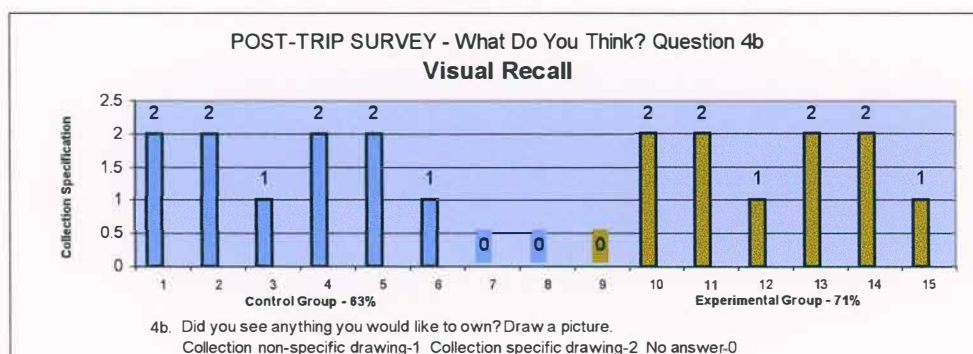 POST-TRIP SURVEY - What Do You Think? Question 4b
Visual Recall
Collection Specification
2.5
2
1.5
1
0.5
0
2 2 1 2 2 1 0 0 0 2 2 1 2 2 1
1 2 3 4 5 6 7 8 9 10 11 12 13 14 15
Control Group - 63% Experimental Group - 71%
4b. Did you see anything you would like to own? Draw a picture.
Collection non-specific drawing-1 Collection specific drawing-2 No answer-0